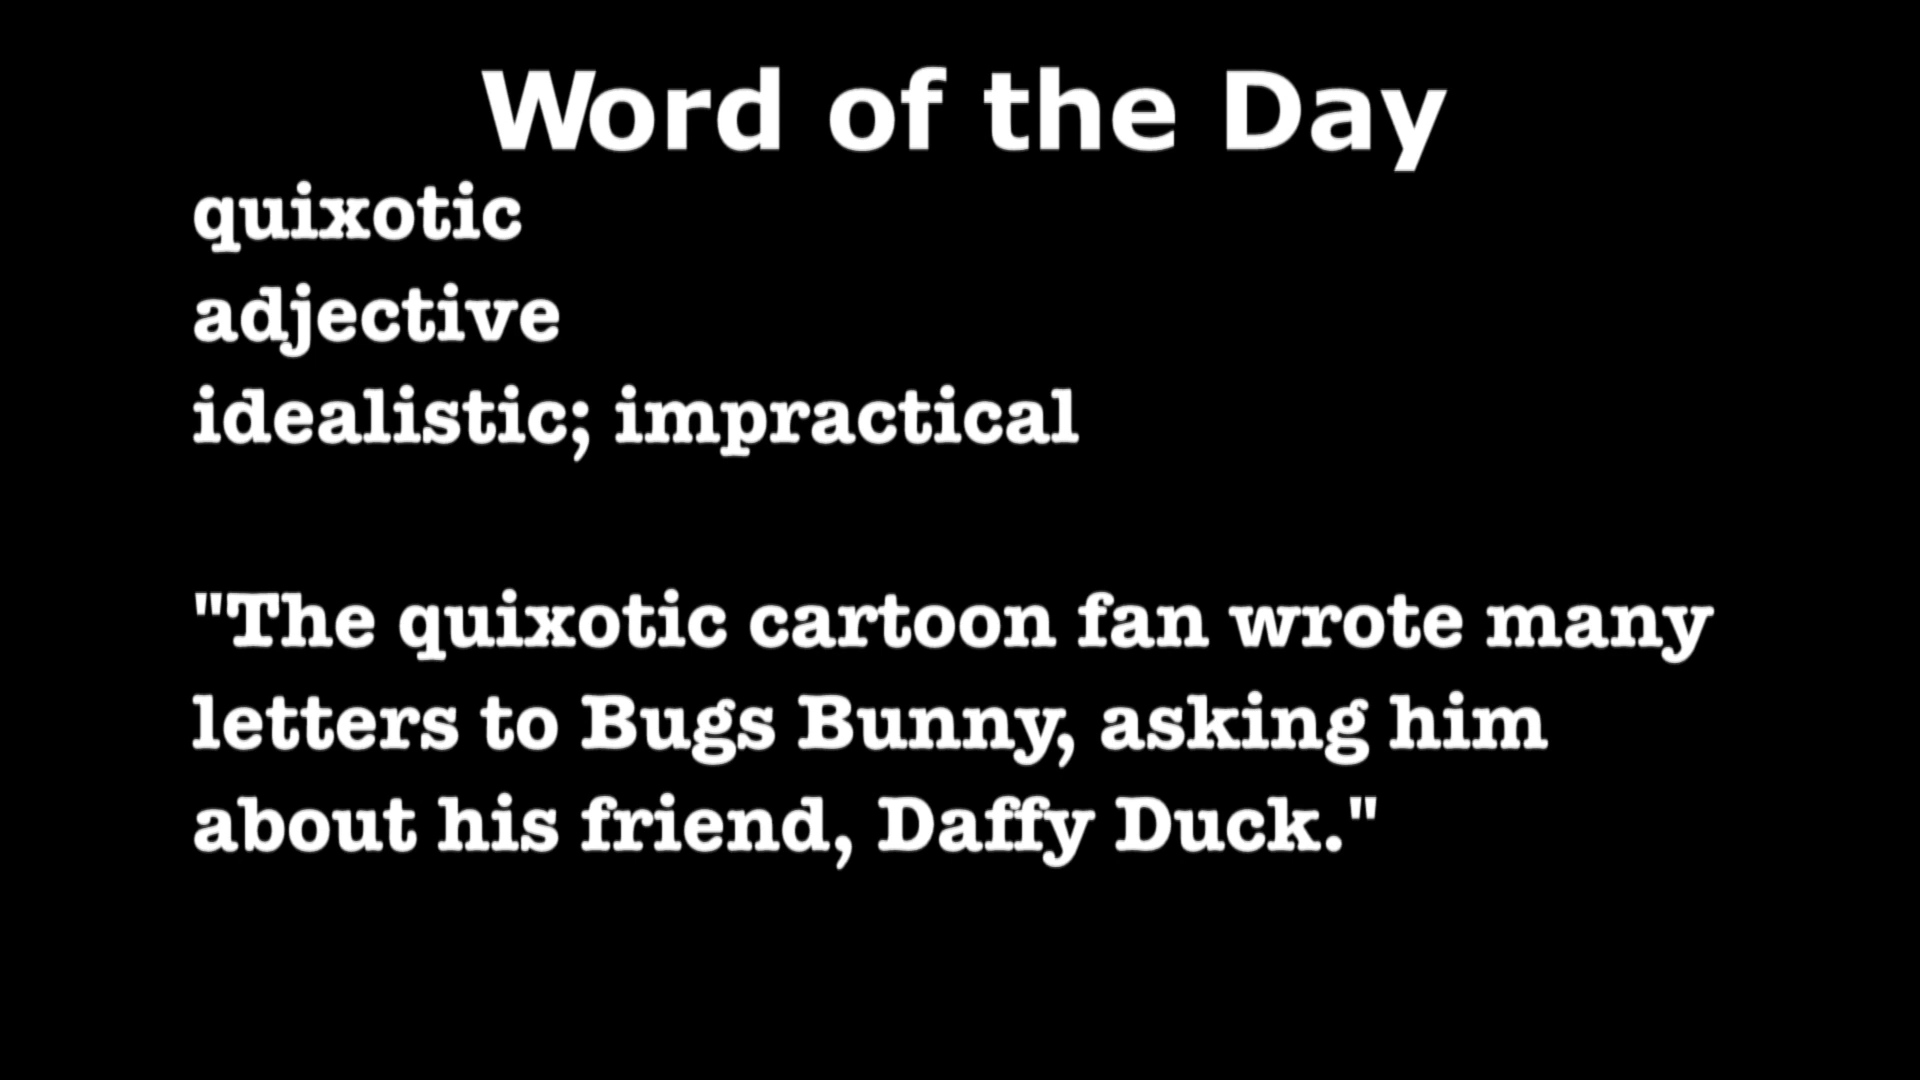 Word of the Day
quixotic
adjective
idealistic; impractical
"The quixotic cartoon fan wrote many
letters to Bugs Bunny, asking him
about his friend, Daffy Duck."